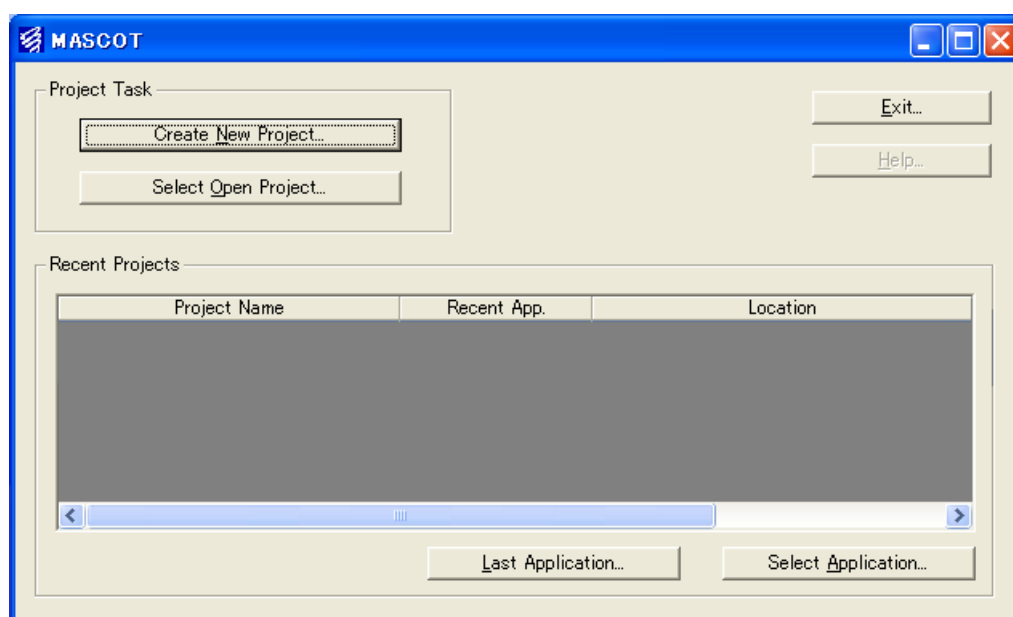 MASCOT
Project Task
Create New Project...
Select Open Project...
Exit...
Help...
Recent Projects
Project Name Recent App. Location
Last Application...
Select Application...